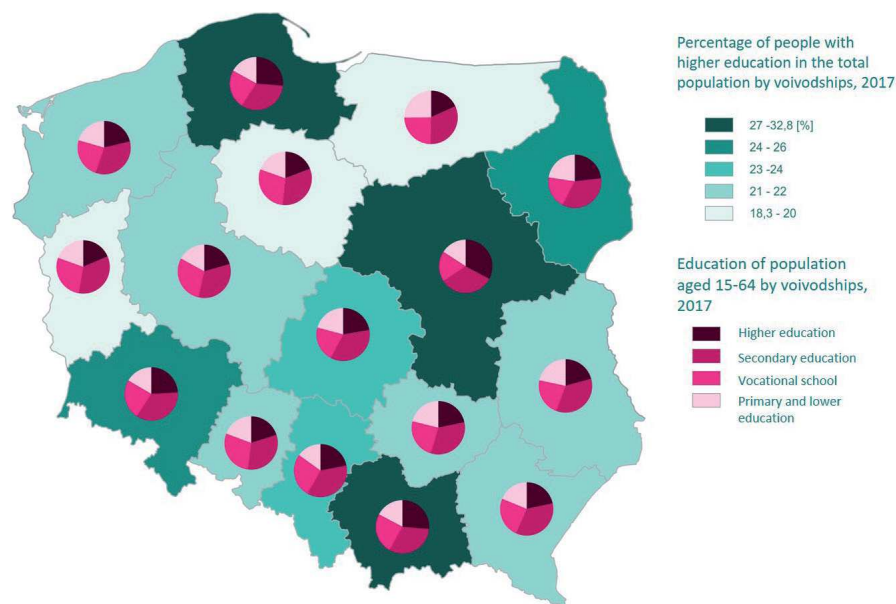 Percentage of people with
higher education in the total
population by voivodships, 2017
27 -32,8 [%]
24 - 26
23 -24
21 - 22
18,3 - 20
Education of population
aged 15-64 by voivodships,
2017
Higher education
Secondary education
Vocational school
Primary and lower
education